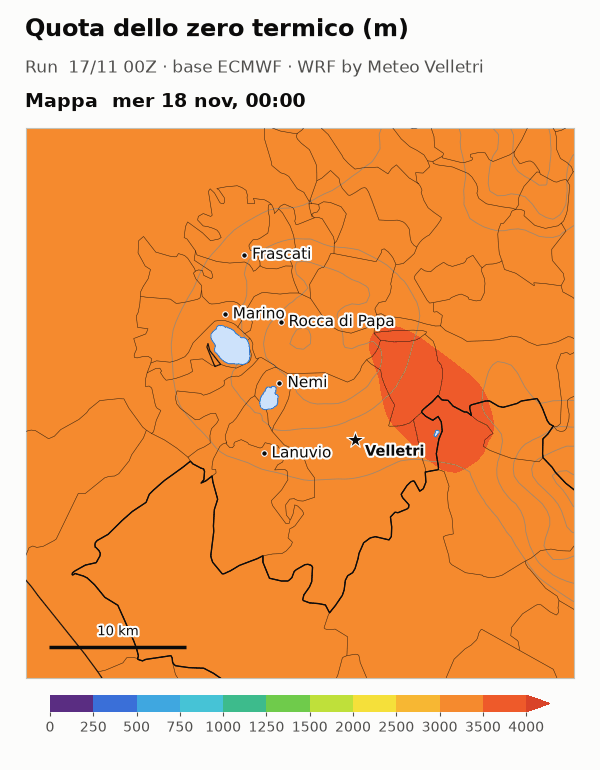 Quota dello zero termico (m)
Run  17/11 00Z · base ECMWF · WRF by Meteo Velletri
Mappa  mer 18 nov, 00:00
Frascati
Marino
Rocca di Papa
Nemi
Velletri
Lanuvio
10 km
0 250 500 750 1000 1250 1500 2000 2500 3000 3500 4000